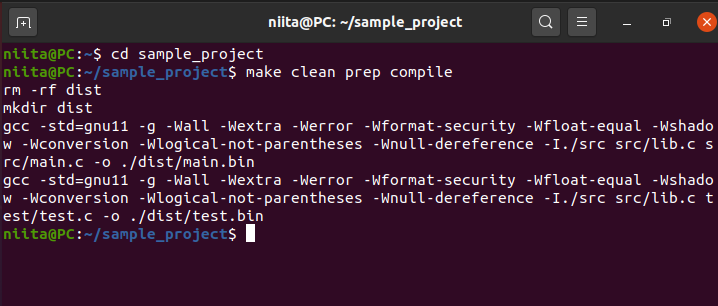 niita@PC: ~/sample_project
niita@PC:~$ cd sample_project
niita@PC:~/sample_project$ make clean prep compile
rm -rf dist
mkdir dist
gcc -std=gnu11 -g -Wall -Wextra -Werror -Wformat-security -Wfloat-equal -Wshado
w -Wconversion -Wlogical-not-parentheses -Wnull-dereference -I./src src/lib.c s
rc/main.c -o ./dist/main.bin
gcc -std=gnu11 -g -Wall -Wextra -Werror -Wformat-security -Wfloat-equal -Wshado
w -Wconversion -Wlogical-not-parentheses -Wnull-dereference -I./src src/lib.c t
est/test.c -o ./dist/test.bin
niita@PC:~/sample_project$